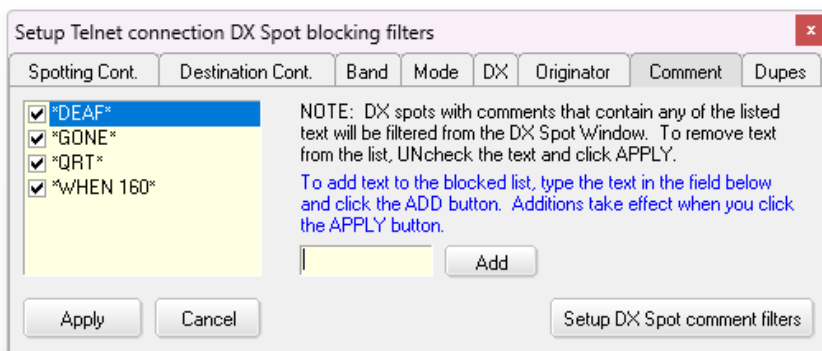 Setup Telnet connection DX Spot blocking filters
x
Spotting Cont. Destination Cont. Band Mode DX Originator Comment Dupes
*DEAF*
*GONE*
*QRT*
*WHEN 160*
NOTE: DX spots with comments that contain any of the listed
text will be filtered from the DX Spot Window. To remove text
from the list, UNcheck the text and click APPLY.
To add text to the blocked list, type the text in the field below
and click the ADD button. Additions take effect when you click
the APPLY button.
Add
Apply Cancel Setup DX Spot comment filters